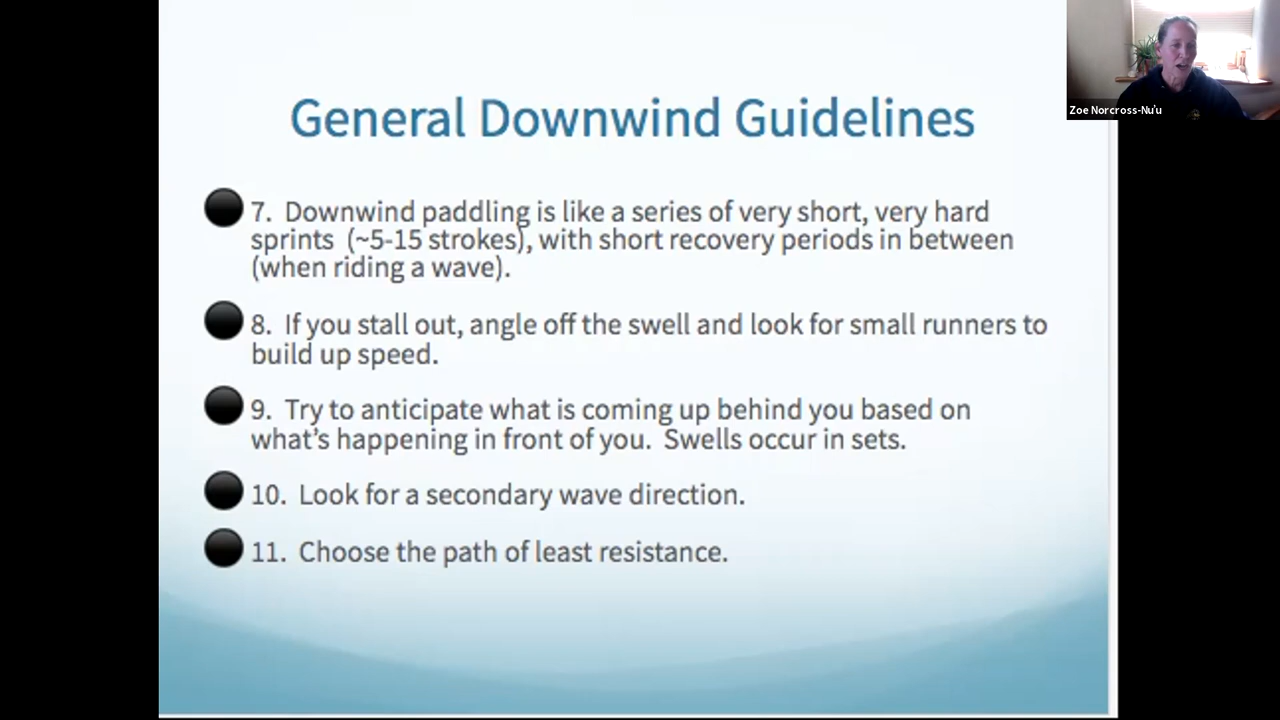 General Downwind Guidelines
7. Downwind paddling is like a series of very short, very hard
sprints (~5-15 strokes), with short recovery periods in between
(when riding a wave).
8. If you stall out, angle off the swell and look for small runners to
build up speed.
9. Try to anticipate what is coming up behind you based on
what’s happening in front of you. Swells occur in sets.
10. Look for a secondary wave direction.
11. Choose the path of least resistance.
Zoe Norcross-Nu'u